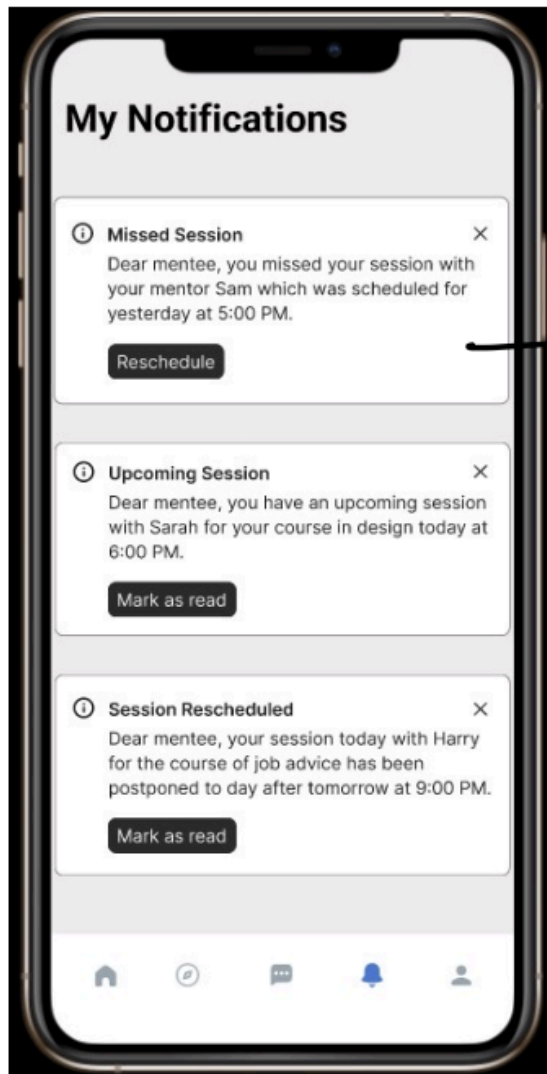 My Notifications
Missed Session
Dear mentee, you missed your session with
your mentor Sam which was scheduled for
yesterday at 5:00 PM.
Reschedule
Upcoming Session
Dear mentee, you have an upcoming session
with Sarah for your course in design today at
6:00 PM.
Mark as read
Session Rescheduled
Dear mentee, your session today with Harry
for the course of job advice has been
postponed to day after tomorrow at 9:00 PM.
Mark as read